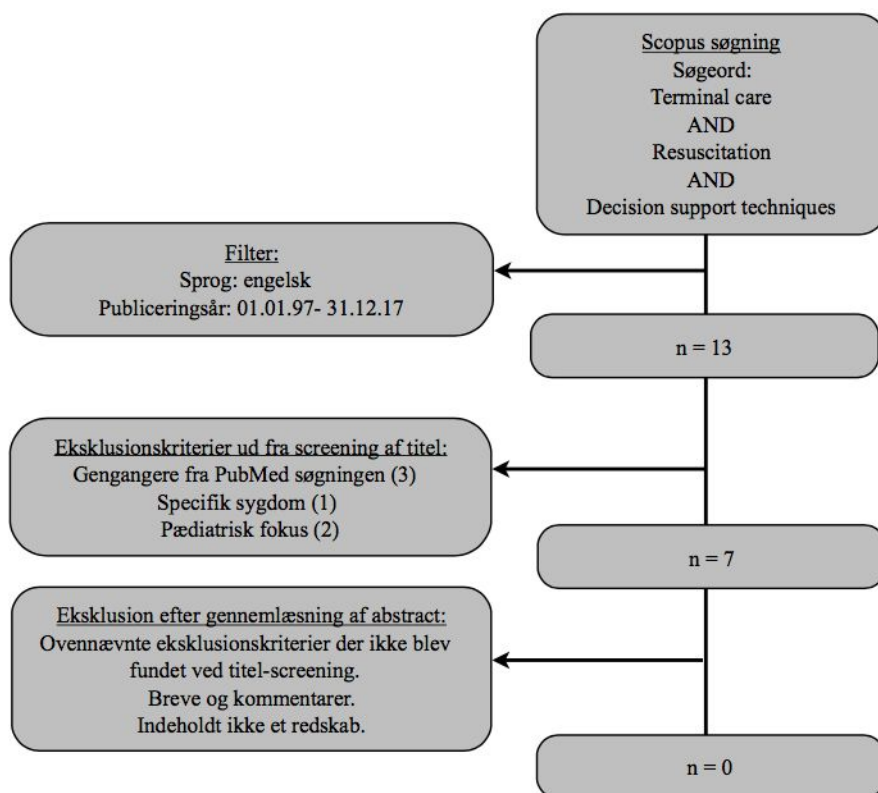 Scopus søgning
Søgeord:
Terminal care
AND
Resuscitation
AND
Decision support techniques
Filter:
Sprog: engelsk
Publiceringsår: 01.01.97- 31.12.17
n = 13
Eksklusionskriterier ud fra screening af titel:
Gengangere fra PubMed søgningen (3)
Specifik sygdom (1)
Pædiatrisk fokus (2)
n = 7
Eksklusion efter gennemlæsning af abstract:
Ovennævnte eksklusionskriterier der ikke blev
fundet ved titel-screening.
Breve og kommentarer.
Indeholdt ikke et redskab.
n = 0